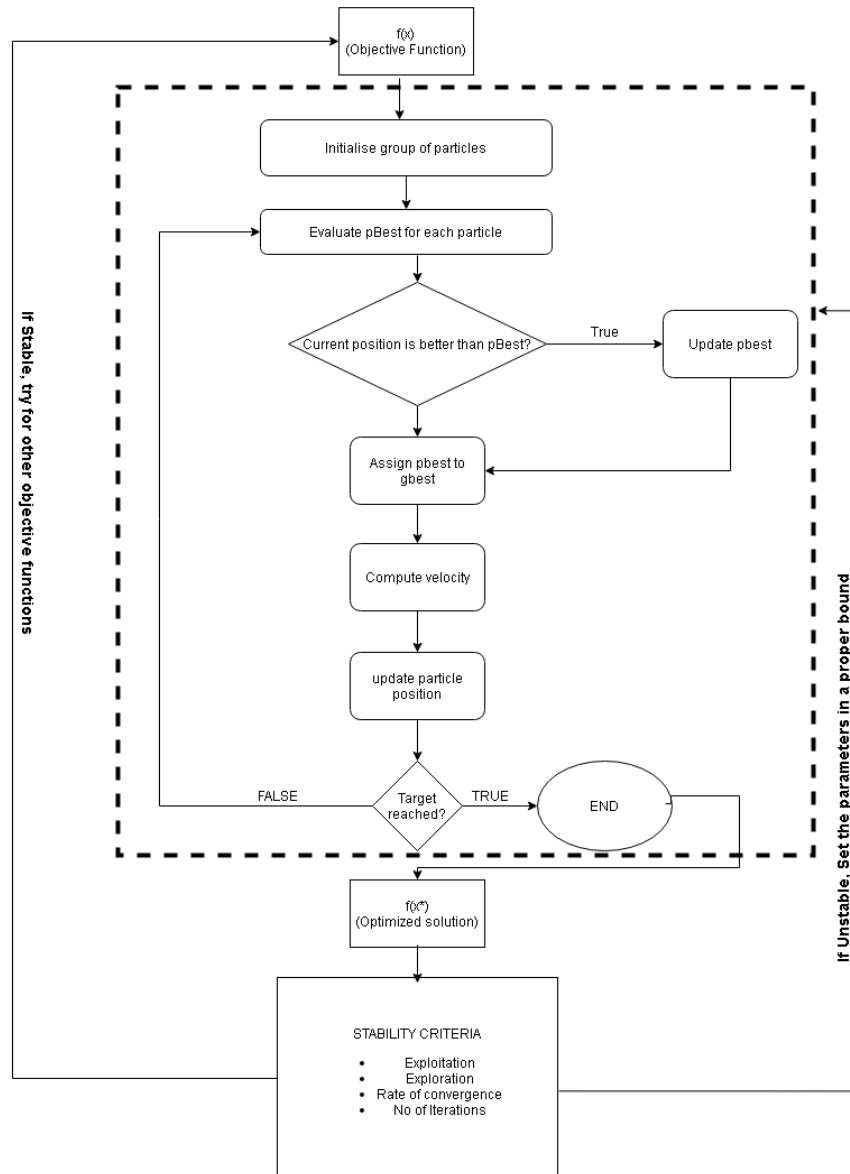 f(x)
(Objective Function)
Initialise group of particles
Evaluate pBest for each particle
Current position is better than pBest?
True
Update pbest
Assign pbest to
gbest
Compute velocity
update particle
position
FALSE
Target
reached?
TRUE
END
f(x*)
(Optimized solution)
STABILITY CRITERIA
• Exploitation
• Exploration
• Rate of convergence
• No of Iterations
If Stable, try for other objective functions
If Unstable, Set the parameters in a proper bound